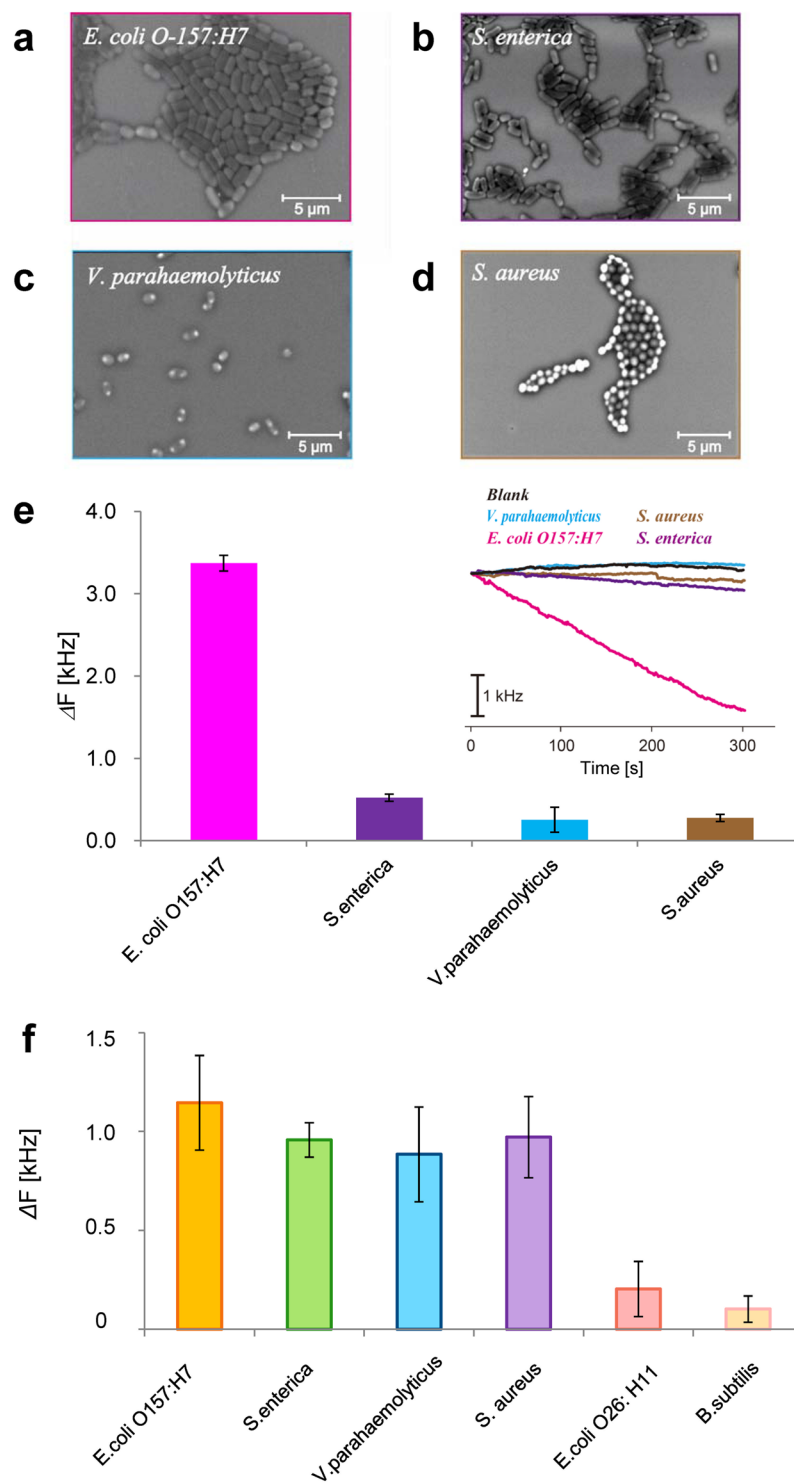 a
E. coli O-157:H7
5 µm
b
S. enterica
5 µm
c
V. parahaemolyticus
5 µm
d
S. aureus
5 µm
e
ΔF [kHz]
4.0
3.0
2.0
1.0
0.0
E. coli O157:H7
S.enterica
V.parahaemolyticus
S.aureus
Blank
V. parahaemolyticus S. aureus
E. coli O157:H7 S. enterica
1 kHz
0 100 200 300
Time [s]
f
ΔF [kHz]
1.5
1.0
0.5
0
E.coli O157:H7
S.enterica
V.parahaemolyticus
S. aureus
E.coli O26: H11
B.subtilis